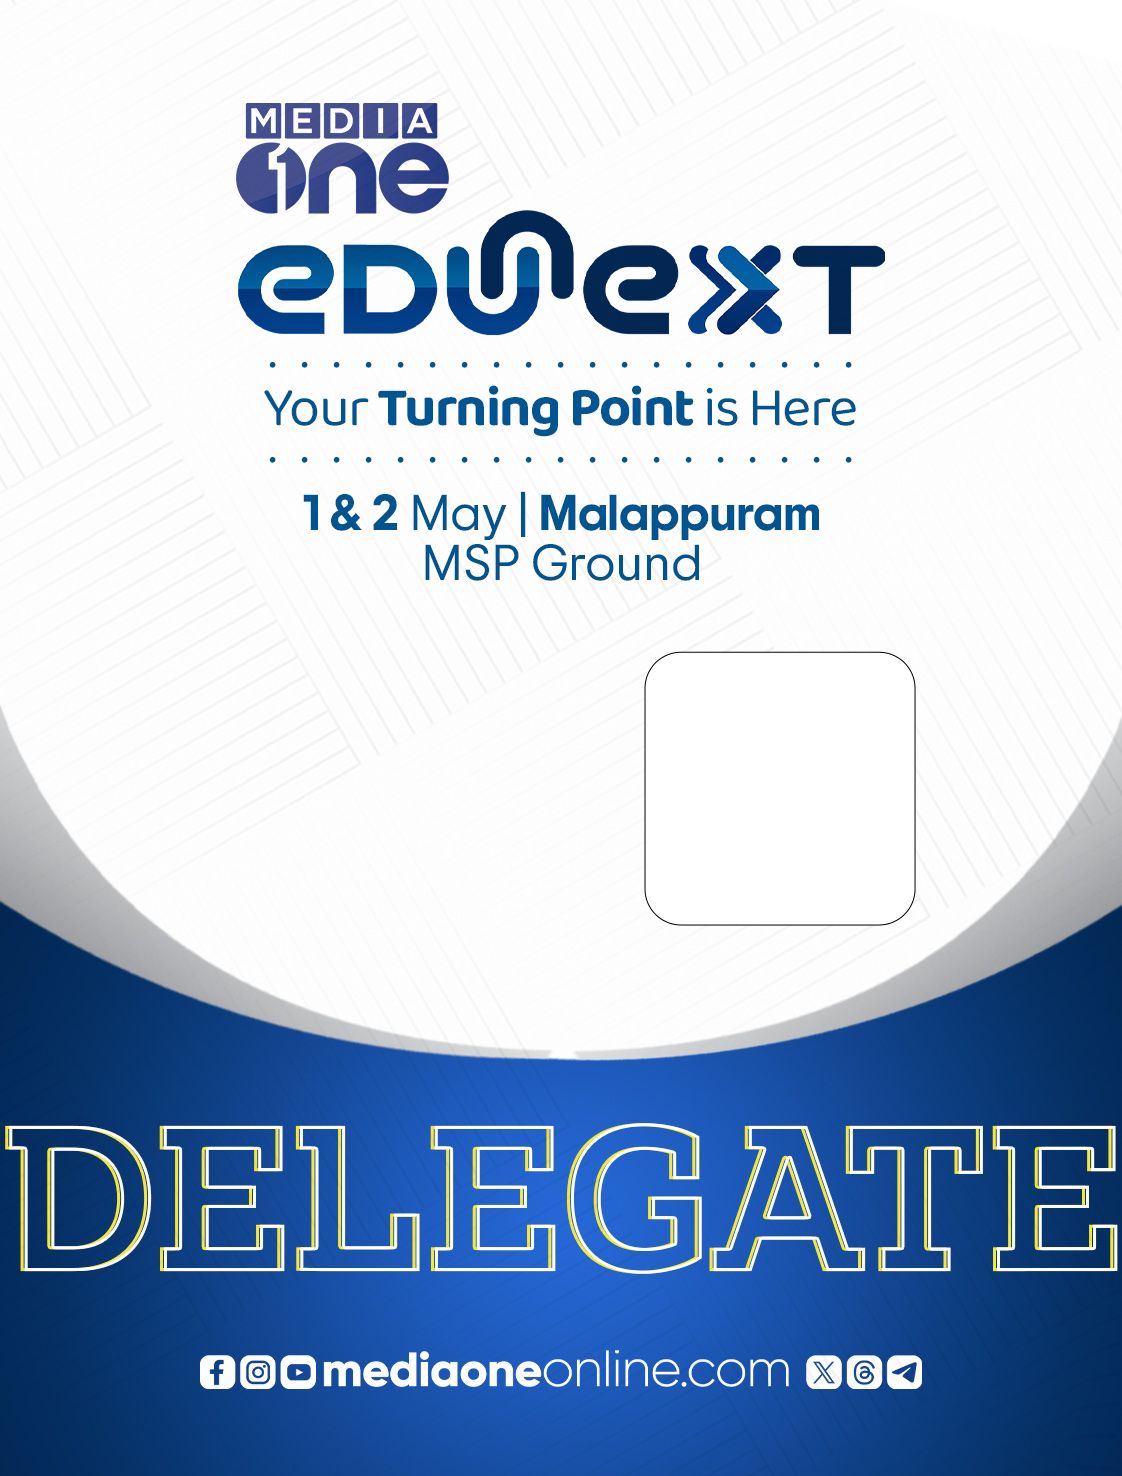 MEDIA
one
eDUNeXT
Your Turning Point is Here
1 & 2 May | Malappuram
MSP Ground
DELEGATE
mediaoneonline.com